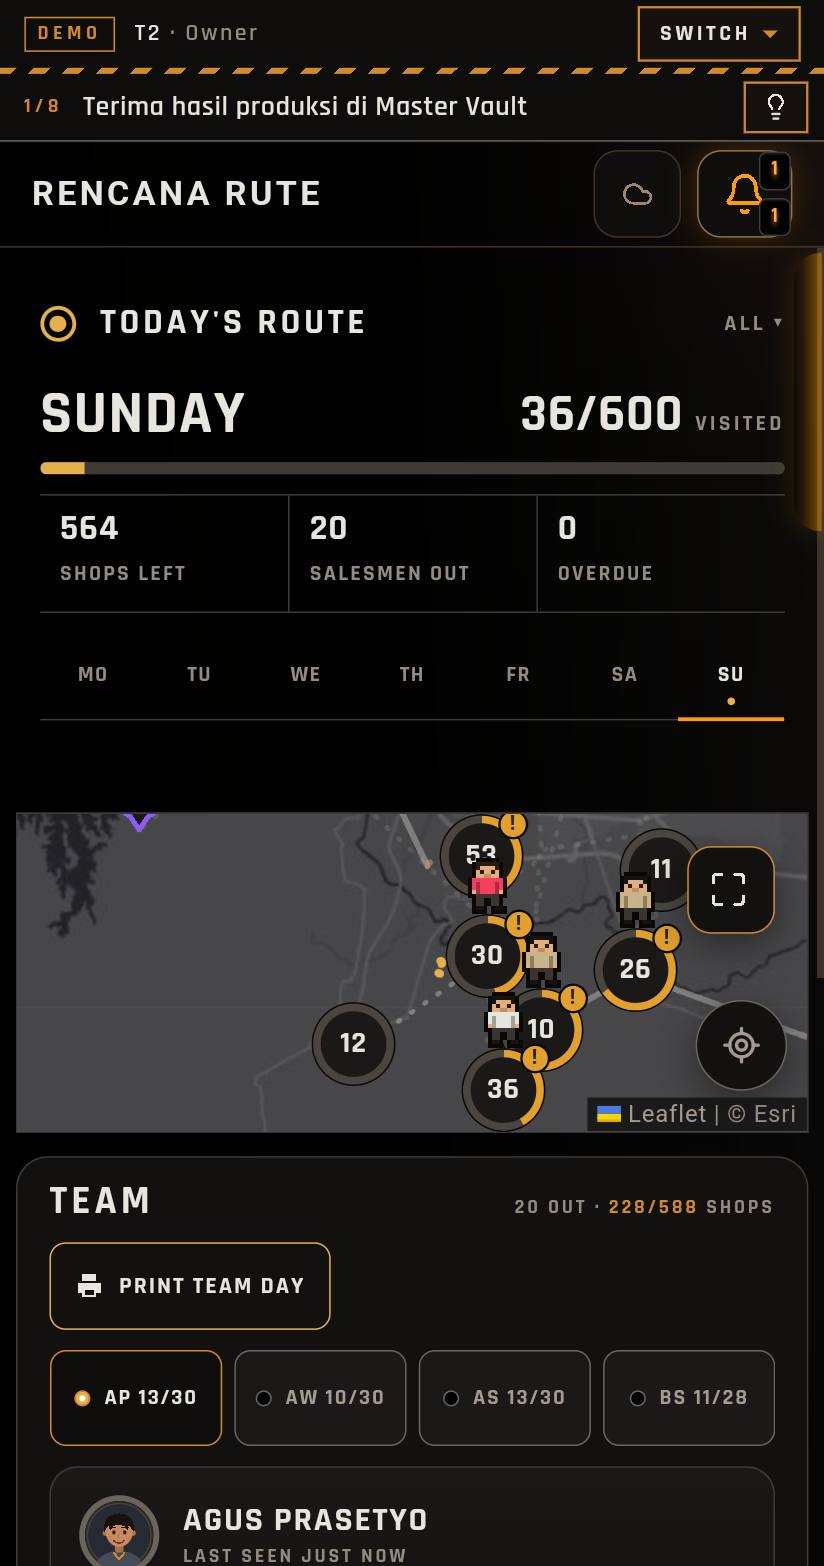 DEMO T2 · Owner SWITCH
1/8 Terima hasil produksi di Master Vault
RENCANA RUTE 1
1
TODAY'S ROUTE ALL
SUNDAY 36/600 VISITED
564 20 0
SHOPS LEFT SALESMEN OUT OVERDUE
MO TU WE TH FR SA SU
!
53 11
! !
30 26
!
12 10
!
36
Leaflet | © Esri
TEAM 20 OUT · 228/588 SHOPS
PRINT TEAM DAY
AP 13/30 AW 10/30 AS 13/30 BS 11/28
AGUS PRASETYO
LAST SEEN JUST NOW